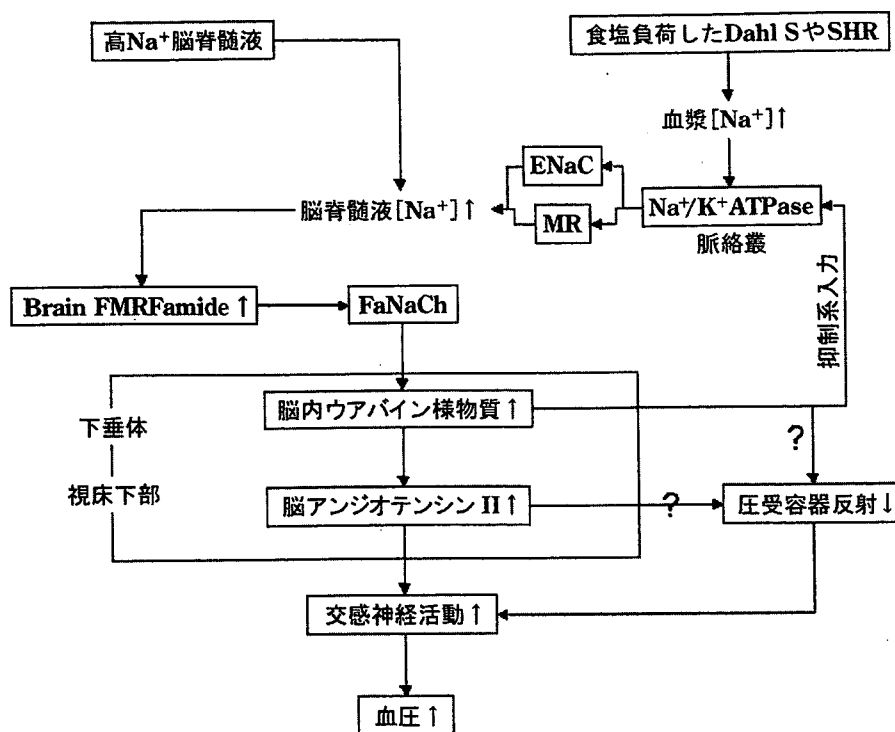 高Na⁺脳脊髄液
食塩負荷したDahl SやSHR
血漿[Na⁺]↑
ENaC
脳脊髄液[Na⁺]↑
MR
Na⁺/K⁺ATPase
脈絡叢
抑制系入力
Brain FMRFamide↑
FaNaCh
脳内ウアバイン様物質↑
下垂体
?
視床下部
脳アンジオテンシンII↑
?
圧受容器反射↓
交感神経活動↑
血圧↑